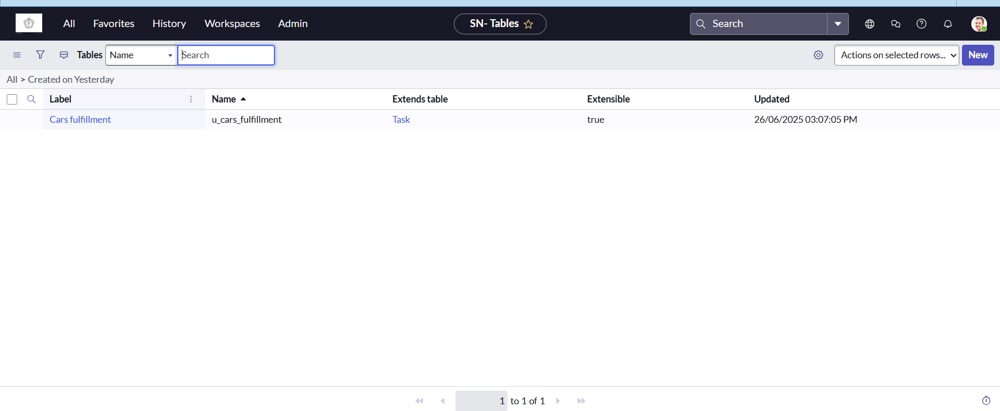 All Favorites History Workspaces Admin SN- Tables Search
Tables Name Search Actions on selected rows... New
All > Created on Yesterday
Label Name Extends table Extensible Updated
Cars fulfillment u_cars_fulfillment Task true 26/06/2025 03:07:05 PM
1 to 1 of 1